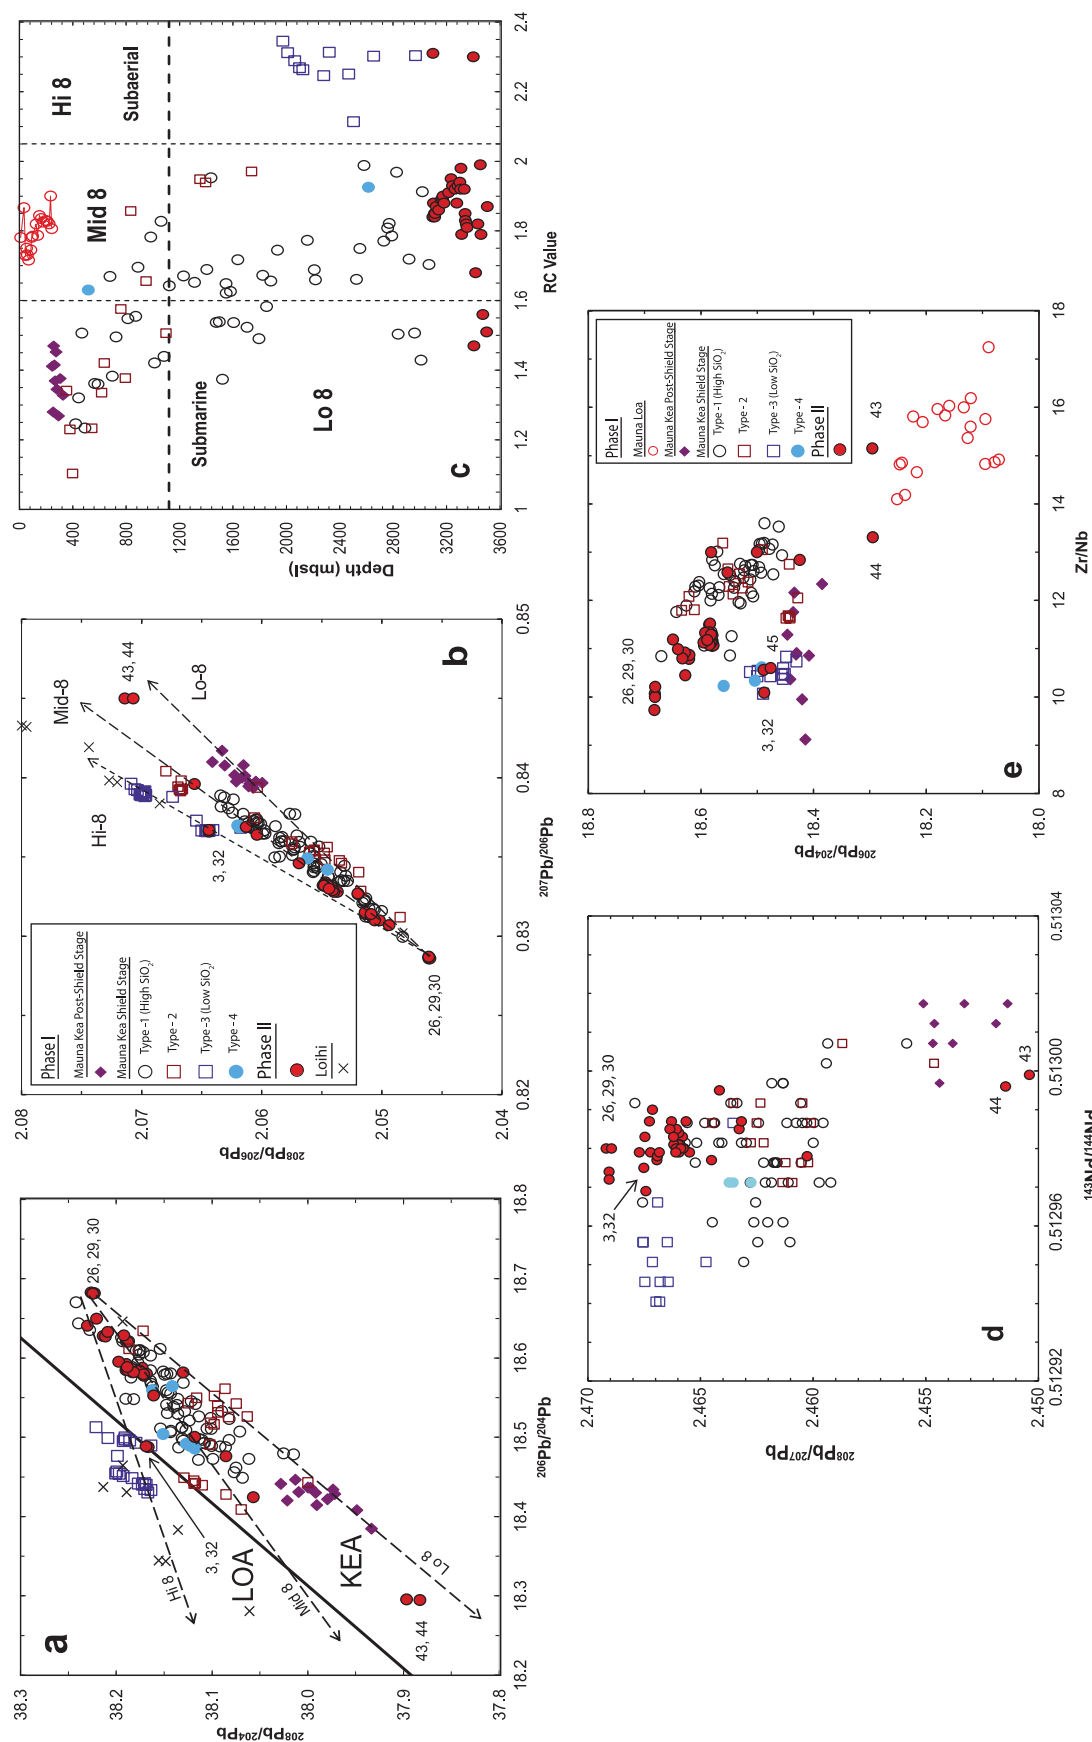 a
38.3
38.2
38.1
38.0
37.9
37.8
²⁰⁸Pb/²⁰⁴Pb
18.2
18.3
18.4
18.5
18.6
18.7
18.8
²⁰⁶Pb/²⁰⁴Pb
26, 29, 30
3, 32
43, 44
LOA
KEA
Hi 8
Mid 8
Lo 8
b
2.08
2.07
2.06
2.05
2.04
²⁰⁸Pb/²⁰⁶Pb
0.82
0.83
0.84
0.85
²⁰⁷Pb/²⁰⁶Pb
Phase I
Mauna Kea Post-Shield Stage
Mauna Kea Shield Stage
Type -1 (High SiO₂)
Type - 2
Type -3 (Low SiO₂)
Type - 4
Phase II
Loihi
Hi-8
Mid-8
Lo-8
43, 44
3, 32
26, 29,30
c
0
400
800
1200
1600
2000
2400
2800
3200
3600
Depth (mbsl)
1
1.2
1.4
1.6
1.8
2
2.2
2.4
RC Value
Lo 8
Mid 8
Hi 8
Subaerial
Submarine
d
2.470
2.465
2.460
2.455
2.450
²⁰⁸Pb/²⁰⁷Pb
0.51292
0.51296
0.51300
0.51304
¹⁴³Nd/¹⁴⁴Nd
26, 29, 30
3,32
43
44
e
18.8
18.6
18.4
18.2
18.0
²⁰⁶Pb/²⁰⁴Pb
8
10
12
14
16
18
Zr/Nb
Phase I
Mauna Loa
Mauna Kea Post-Shield Stage
Mauna Kea Shield Stage
Type -1 (High SiO₂)
Type - 2
Type -3 (Low SiO₂)
Type - 4
Phase II
26, 29, 30
3, 32
45
44
43